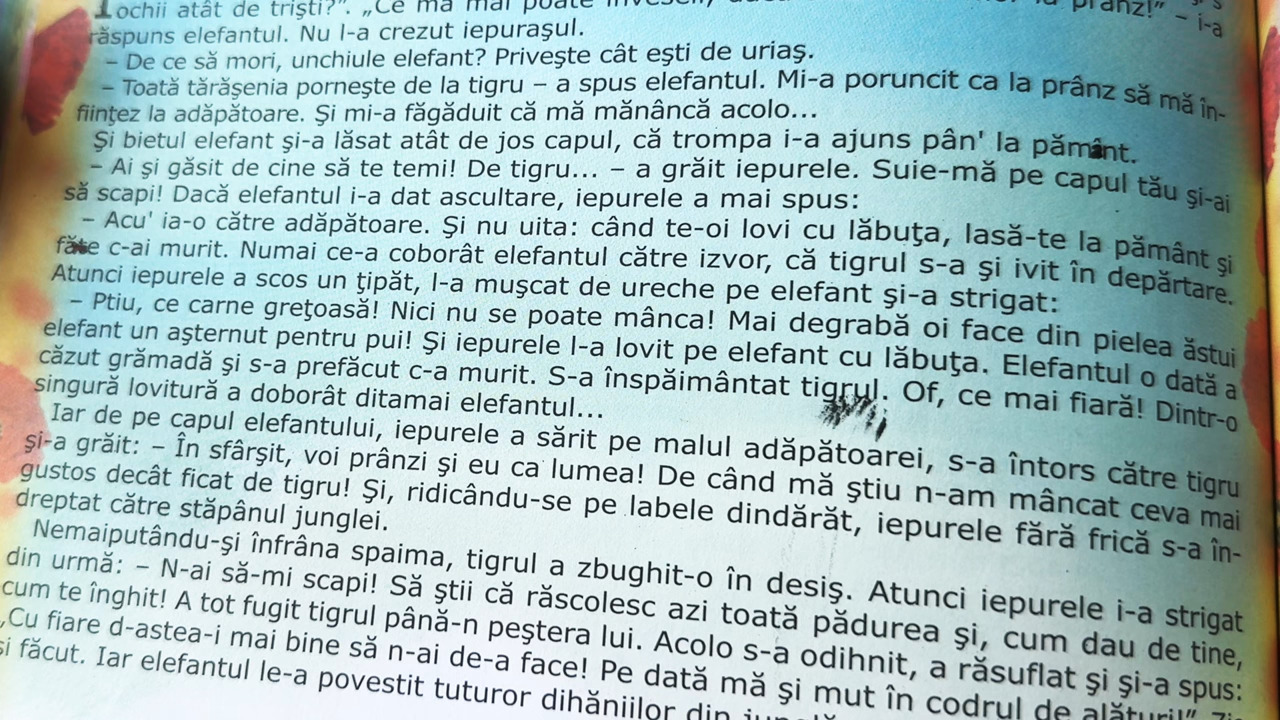 ochii atât de trişti?". „Ce mă mai poate înveseli, prânz!" – i-a
răspuns elefantul. Nu l-a crezut iepuraşul.
– De ce să mori, unchiule elefant? Priveşte cât eşti de uriaş.
– Toată tărăşenia porneşte de la tigru – a spus elefantul. Mi-a poruncit ca la prânz să mă în-
fiinţez la adăpătoare. Şi mi-a făgăduit că mă mănâncă acolo...
Şi bietul elefant şi-a lăsat atât de jos capul, că trompa i-a ajuns pân' la pământ.
– Ai şi găsit de cine să te temi! De tigru... – a grăit iepurele. Suie-mă pe capul tău şi-ai
să scapi! Dacă elefantul i-a dat ascultare, iepurele a mai spus:
– Acu' ia-o către adăpătoare. Şi nu uita: când te-oi lovi cu lăbuţa, lasă-te la pământ şi
făte c-ai murit. Numai ce-a coborât elefantul către izvor, că tigrul s-a şi ivit în depărtare.
Atunci iepurele a scos un ţipăt, l-a muşcat de ureche pe elefant şi-a strigat:
– Ptiu, ce carne greţoasă! Nici nu se poate mânca! Mai degrabă oi face din pielea ăstui
elefant un aşternut pentru pui! Şi iepurele l-a lovit pe elefant cu lăbuţa. Elefantul o dată a
căzut grămadă şi s-a prefăcut c-a murit. S-a înspăimântat tigrul. Of, ce mai fiară! Dintr-o
singură lovitură a doborât ditamai elefantul...
Iar de pe capul elefantului, iepurele a sărit pe malul adăpătoarei, s-a întors către tigru
şi-a grăit: – În sfârşit, voi prânzi şi eu ca lumea! De când mă ştiu n-am mâncat ceva mai
gustos decât ficat de tigru! Şi, ridicându-se pe labele dindărăt, iepurele fără frică s-a în-
dreptat către stăpânul junglei.
Nemaiputându-şi înfrâna spaima, tigrul a zbughit-o în desiş. Atunci iepurele i-a strigat
din urmă: – N-ai să-mi scapi! Să ştii că răscolesc azi toată pădurea şi, cum dau de tine,
cum te înghit! A tot fugit tigrul până-n peştera lui. Acolo s-a odihnit, a răsuflat şi şi-a spus:
„Cu fiare d-astea-i mai bine să n-ai de-a face! Pe dată mă şi mut în codrul de alături!"
şi făcut. Iar elefantul le-a povestit tuturor dihăniilor din